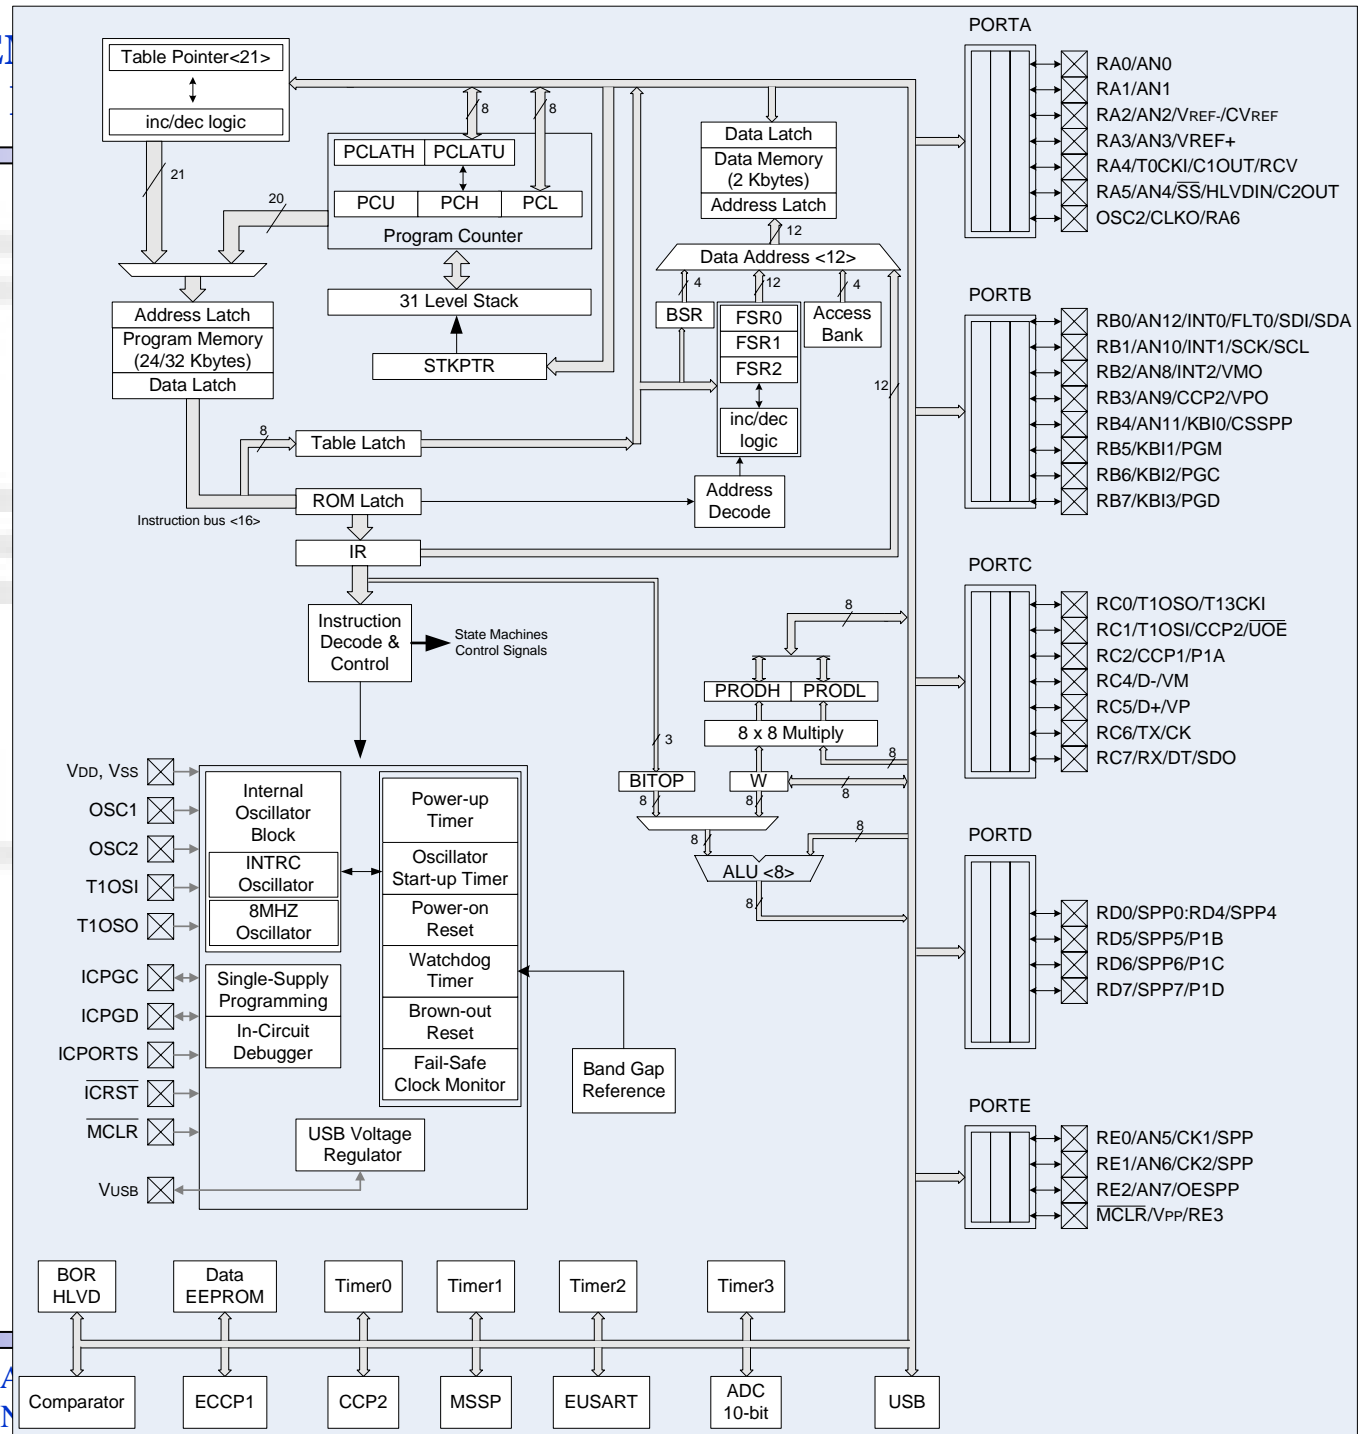 Table Pointer<21>
inc/dec logic
21
20
8
8
PCLATH
PCLATU
PCU
PCH
PCL
Program Counter
31 Level Stack
STKPTR
Address Latch
Program Memory
(24/32 Kbytes)
Data Latch
8
Table Latch
ROM Latch
Instruction bus <16>
IR
Instruction
Decode &
Control
State Machines
Control Signals
Data Latch
Data Memory
(2 Kbytes)
Address Latch
12
Data Address <12>
4
12
4
BSR
FSR0
FSR1
FSR2
inc/dec
logic
Access
Bank
12
Address
Decode
8
PRODH
PRODL
8 x 8 Multiply
3
8
BITOP
W
8
8
8
8
8
ALU <8>
8
VDD, VSS
OSC1
OSC2
T1OSI
T1OSO
ICPGC
ICPGD
ICPORTS
ICRST
MCLR
VUSB
Internal
Oscillator
Block
INTRC
Oscillator
8MHZ
Oscillator
Single-Supply
Programming
In-Circuit
Debugger
Power-up
Timer
Oscillator
Start-up Timer
Power-on
Reset
Watchdog
Timer
Brown-out
Reset
Fail-Safe
Clock Monitor
USB Voltage
Regulator
Band Gap
Reference
PORTA
RA0/AN0
RA1/AN1
RA2/AN2/VREF-/CVREF
RA3/AN3/VREF+
RA4/T0CKI/C1OUT/RCV
RA5/AN4/SS/HLVDIN/C2OUT
OSC2/CLKO/RA6
PORTB
RB0/AN12/INT0/FLT0/SDI/SDA
RB1/AN10/INT1/SCK/SCL
RB2/AN8/INT2/VMO
RB3/AN9/CCP2/VPO
RB4/AN11/KBI0/CSSPP
RB5/KBI1/PGM
RB6/KBI2/PGC
RB7/KBI3/PGD
PORTC
RC0/T1OSO/T13CKI
RC1/T1OSI/CCP2/UOE
RC2/CCP1/P1A
RC4/D-/VM
RC5/D+/VP
RC6/TX/CK
RC7/RX/DT/SDO
PORTD
RD0/SPP0:RD4/SPP4
RD5/SPP5/P1B
RD6/SPP6/P1C
RD7/SPP7/P1D
PORTE
RE0/AN5/CK1/SPP
RE1/AN6/CK2/SPP
RE2/AN7/OESPP
MCLR/VPP/RE3
BOR
HLVD
Data
EEPROM
Timer0
Timer1
Timer2
Timer3
Comparator
ECCP1
CCP2
MSSP
EUSART
ADC
10-bit
USB